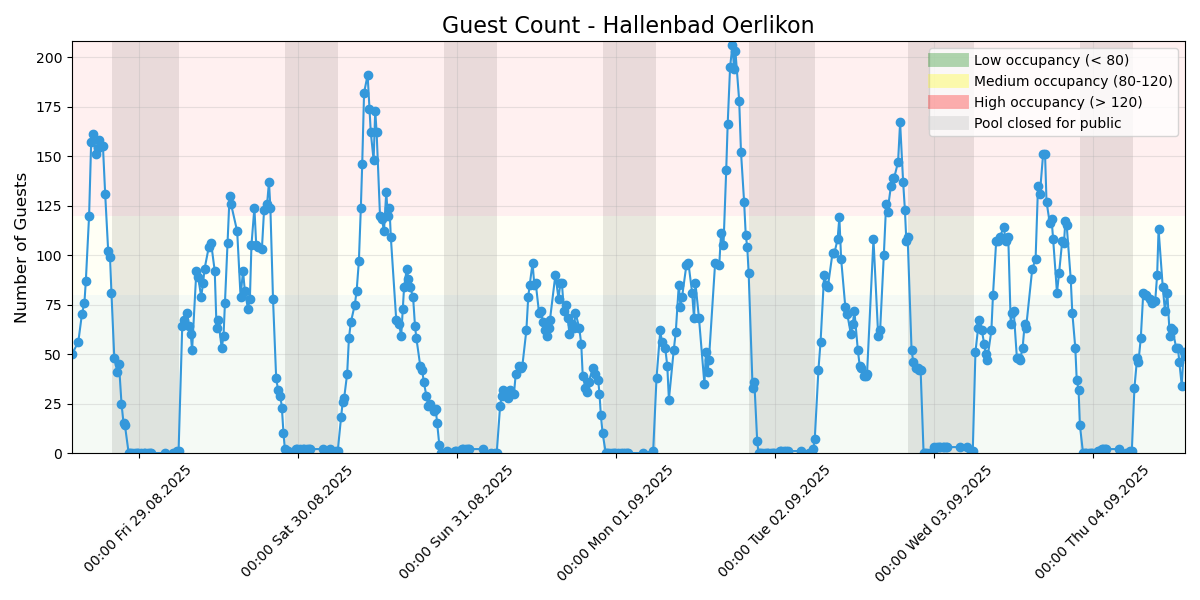 Guest Count - Hallenbad Oerlikon
Number of Guests
200
175
150
125
100
75
50
25
0
Low occupancy (< 80)
Medium occupancy (80-120)
High occupancy (> 120)
Pool closed for public
00:00 Fri 29.08.2025
00:00 Sat 30.08.2025
00:00 Sun 31.08.2025
00:00 Mon 01.09.2025
00:00 Tue 02.09.2025
00:00 Wed 03.09.2025
00:00 Thu 04.09.2025